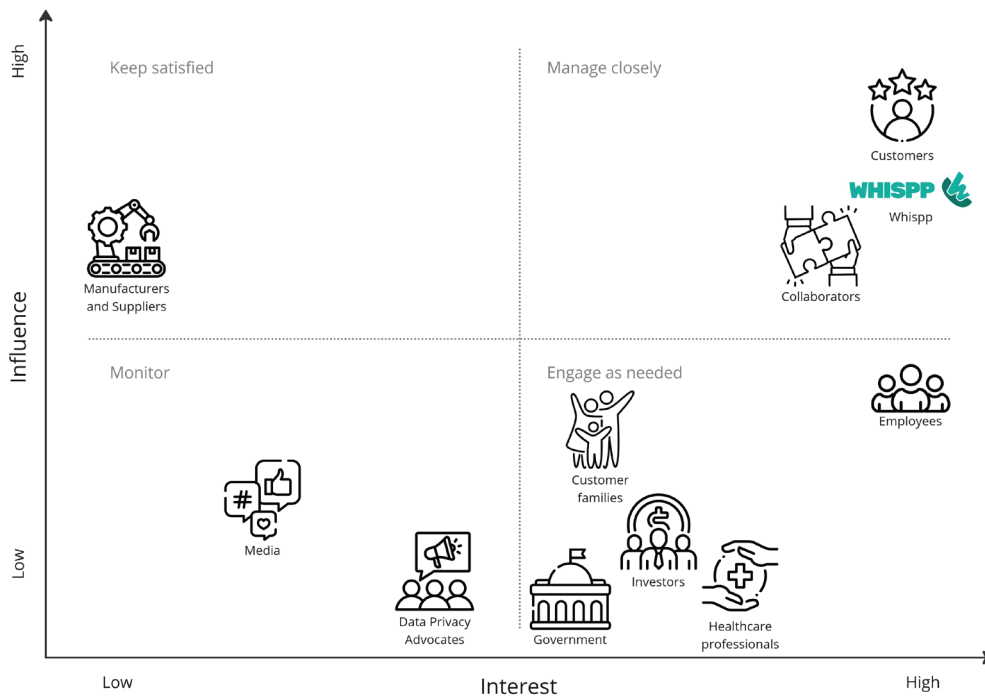 High
Keep satisfied
Manage closely
Customers
WHISPP
Whispp
Manufacturers
and Suppliers
Collaborators
Influence
Monitor
Engage as needed
Employees
Customer
families
#
Media
Investors
Low
Data Privacy
Advocates
Government
Healthcare
professionals
Low
Interest
High